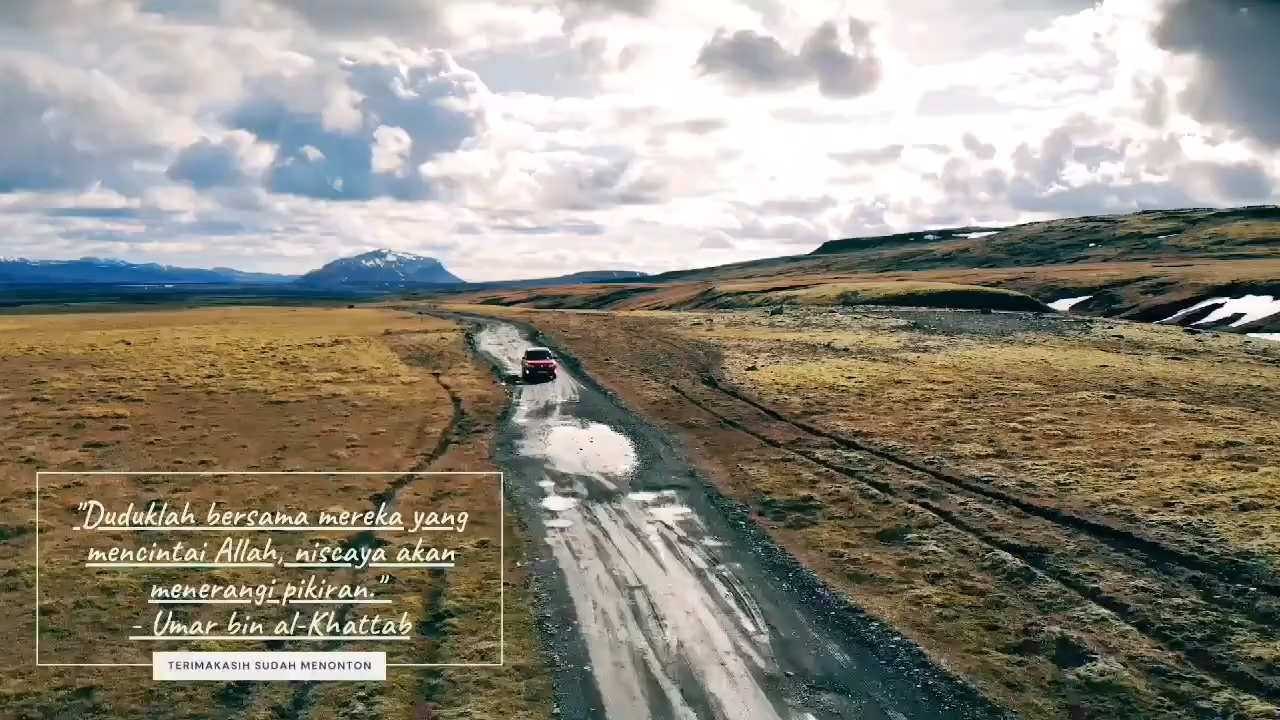 "Duduklah bersama mereka yang
mencintai Allah, niscaya akan
menerangi pikiran."
- Umar bin al-Khattab
TERIMAKASIH SUDAH MENONTON